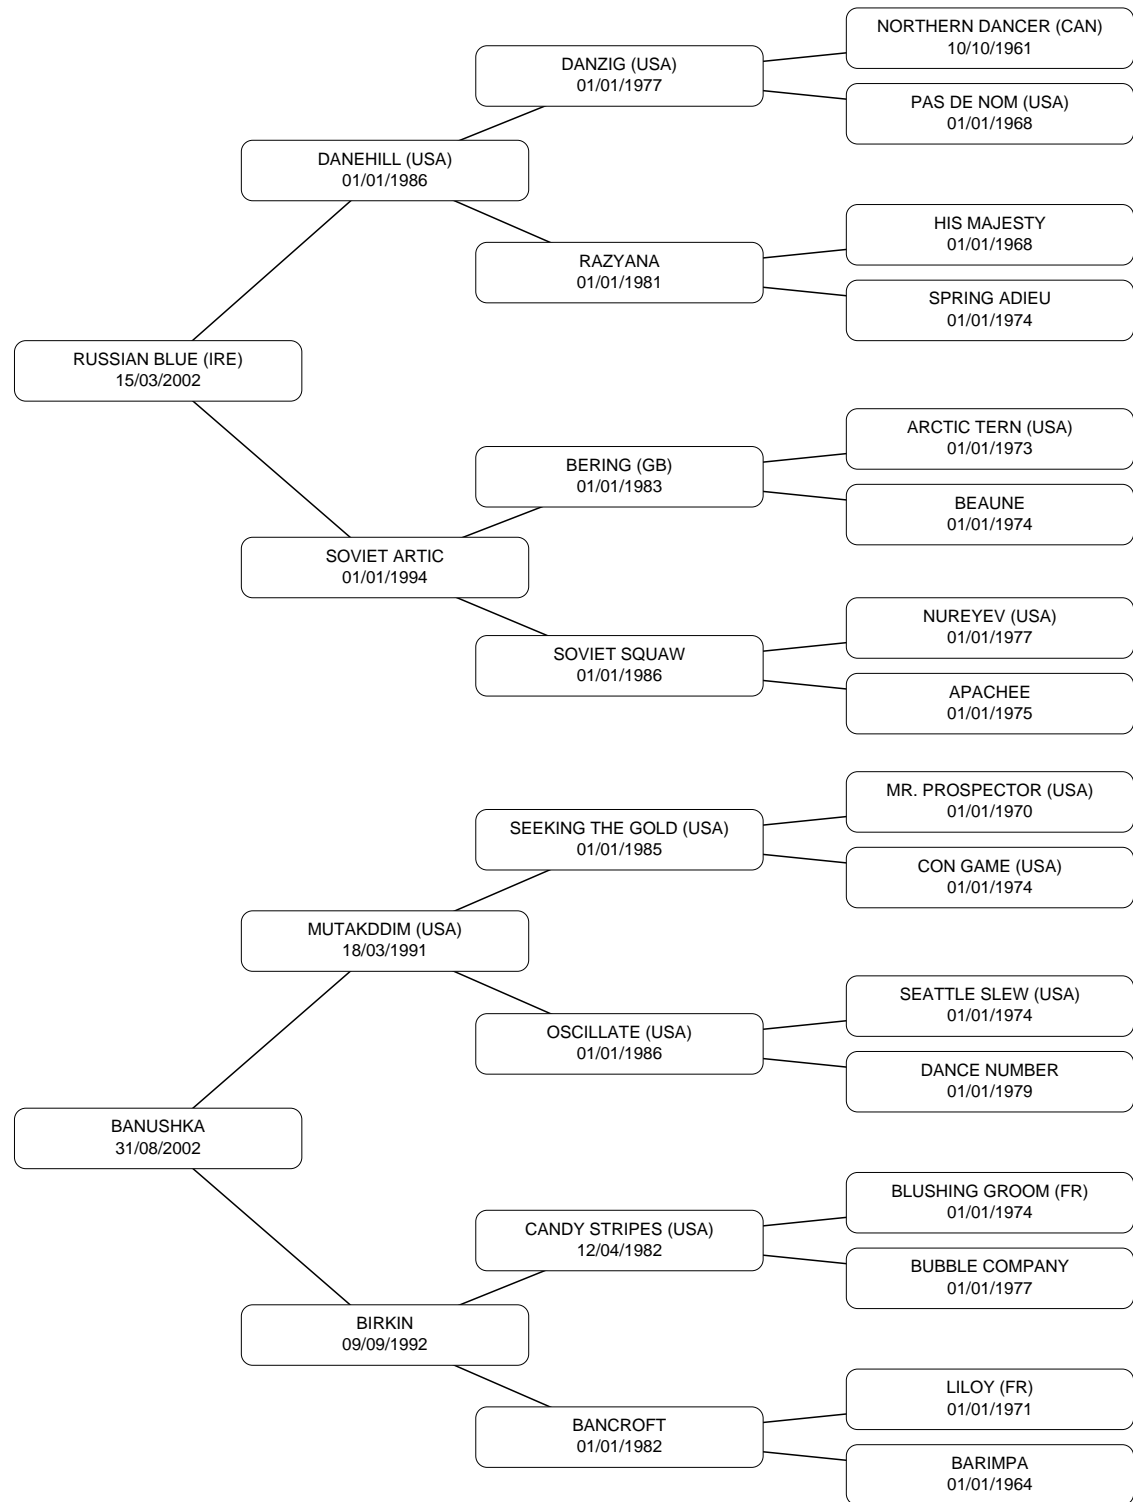 NORTHERN DANCER (CAN)
10/10/1961
DANZIG (USA)
01/01/1977
PAS DE NOM (USA)
01/01/1968
DANEHILL (USA)
01/01/1986
HIS MAJESTY
01/01/1968
RAZYANA
01/01/1981
SPRING ADIEU
01/01/1974
RUSSIAN BLUE (IRE)
15/03/2002
ARCTIC TERN (USA)
01/01/1973
BERING (GB)
01/01/1983
BEAUNE
01/01/1974
SOVIET ARTIC
01/01/1994
NUREYEV (USA)
01/01/1977
SOVIET SQUAW
01/01/1986
APACHEE
01/01/1975
MR. PROSPECTOR (USA)
01/01/1970
SEEKING THE GOLD (USA)
01/01/1985
CON GAME (USA)
01/01/1974
MUTAKDDIM (USA)
18/03/1991
SEATTLE SLEW (USA)
01/01/1974
OSCILLATE (USA)
01/01/1986
DANCE NUMBER
01/01/1979
BANUSHKA
31/08/2002
BLUSHING GROOM (FR)
01/01/1974
CANDY STRIPES (USA)
12/04/1982
BUBBLE COMPANY
01/01/1977
BIRKIN
09/09/1992
LILOY (FR)
01/01/1971
BANCROFT
01/01/1982
BARIMPA
01/01/1964